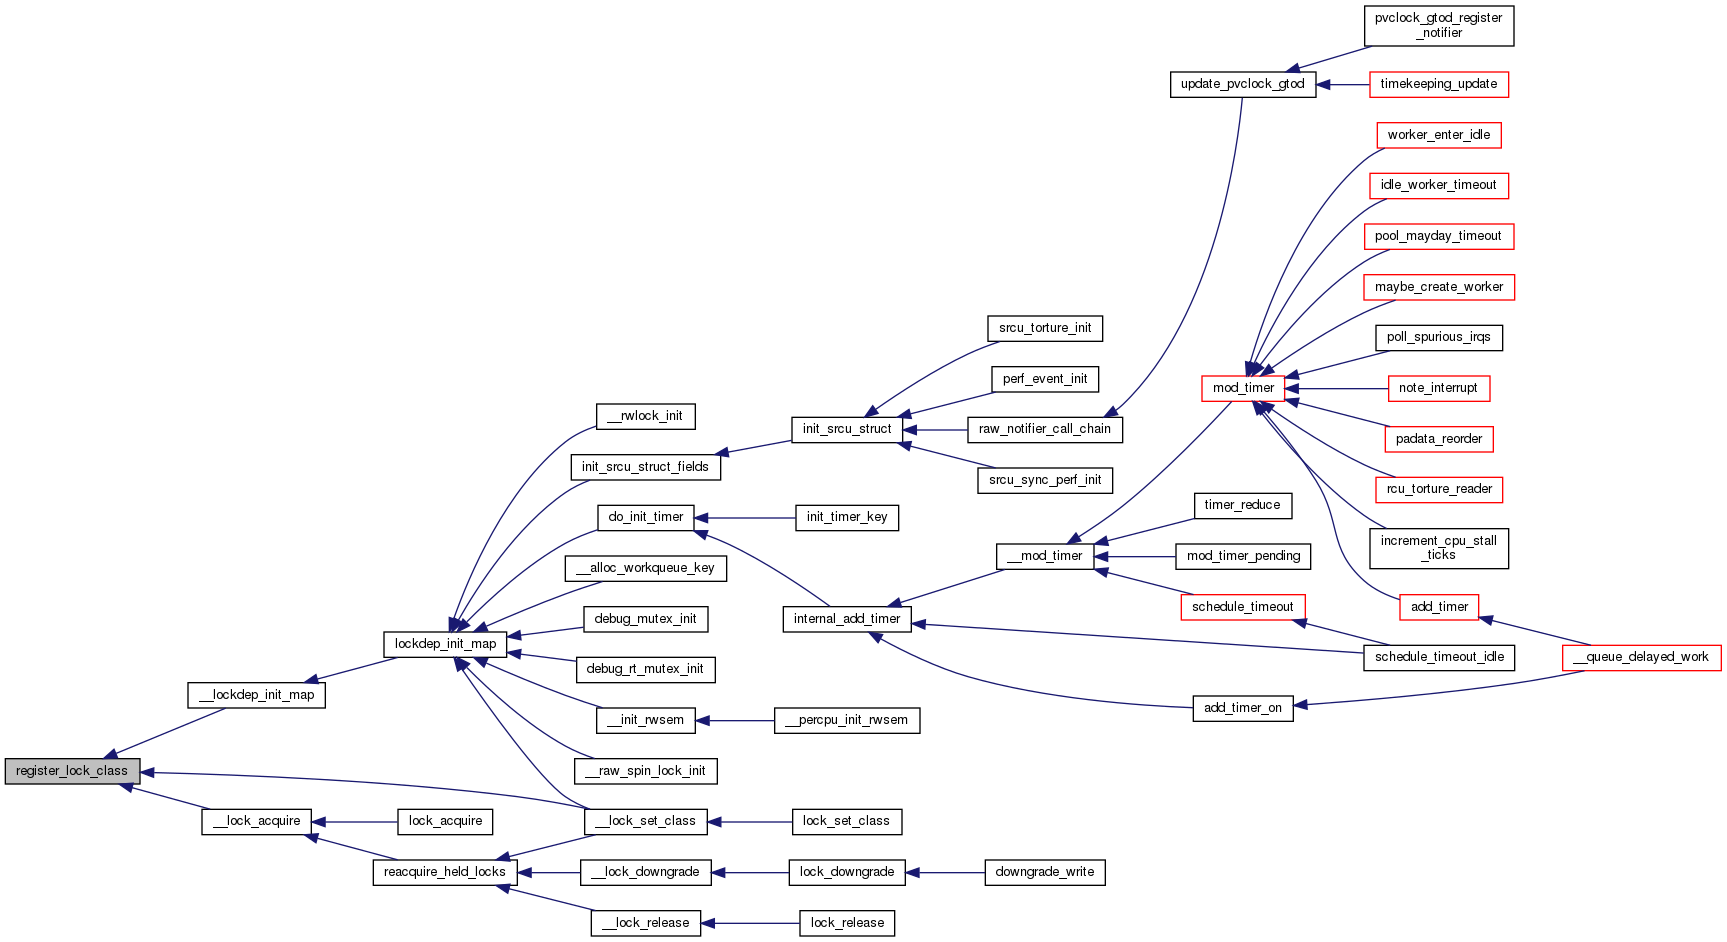 pvclock_gtod_register
_notifier
update_pvclock_gtod
timekeeping_update
worker_enter_idle
idle_worker_timeout
pool_mayday_timeout
maybe_create_worker
srcu_torture_init
poll_spurious_irqs
perf_event_init
mod_timer
note_interrupt
__rwlock_init
init_srcu_struct
raw_notifier_call_chain
padata_reorder
init_srcu_struct_fields
srcu_sync_perf_init
rcu_torture_reader
timer_reduce
do_init_timer
init_timer_key
increment_cpu_stall
_ticks
__mod_timer
mod_timer_pending
__alloc_workqueue_key
schedule_timeout
add_timer
debug_mutex_init
internal_add_timer
lockdep_init_map
schedule_timeout_idle
__queue_delayed_work
debug_rt_mutex_init
__lockdep_init_map
add_timer_on
__init_rwsem
__percpu_init_rwsem
register_lock_class
__raw_spin_lock_init
__lock_acquire
lock_acquire
__lock_set_class
lock_set_class
reacquire_held_locks
__lock_downgrade
lock_downgrade
downgrade_write
__lock_release
lock_release